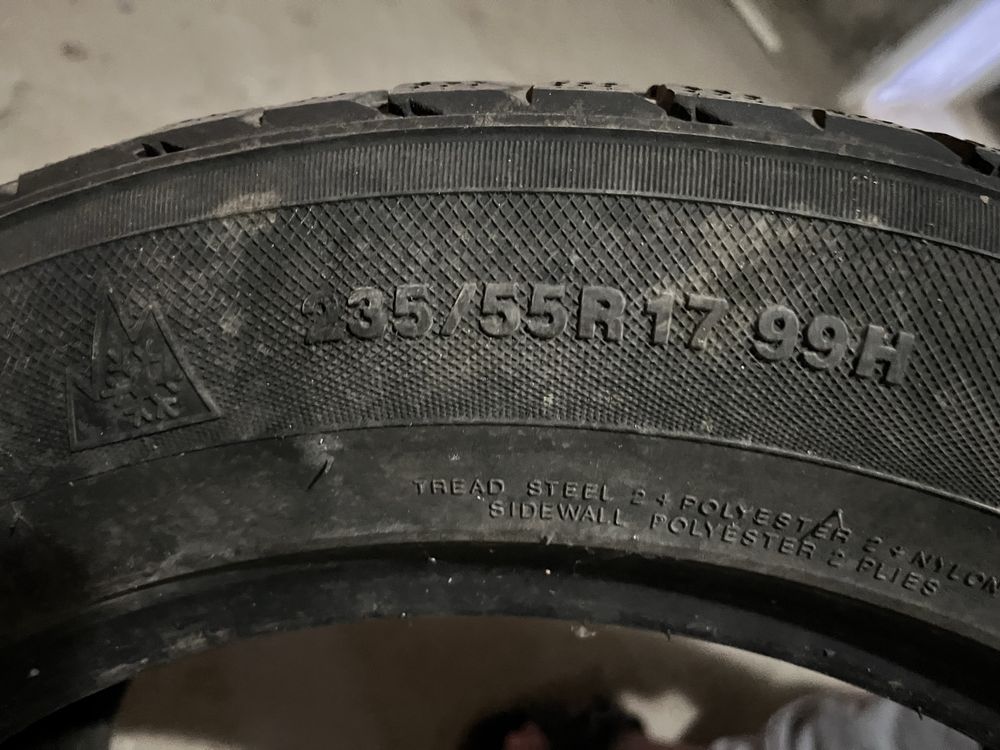 235/55R17 99H
TREAD STEEL 2 + POLYESTER 2 + NYLON
SIDEWALL POLYESTER 2 PLIES